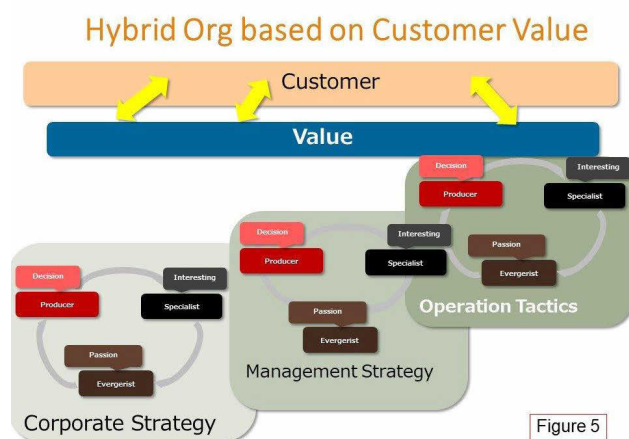 Hybrid Org based on Customer Value
Customer
Value
Decision
Interesting
Producer
Specialist
Passion
Evergerist
Operation Tactics
Decision
Interesting
Producer
Specialist
Passion
Evergerist
Management Strategy
Decision
Interesting
Producer
Specialist
Passion
Evergerist
Corporate Strategy
Figure 5